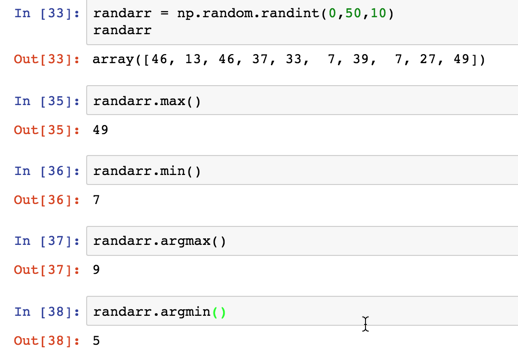 In [33]: randarr = np.random.randint(0,50,10)
randarr
Out[33]: array([46, 13, 46, 37, 33,  7, 39,  7, 27, 49])
In [35]: randarr.max()
Out[35]: 49
In [36]: randarr.min()
Out[36]: 7
In [37]: randarr.argmax()
Out[37]: 9
In [38]: randarr.argmin()
Out[38]: 5